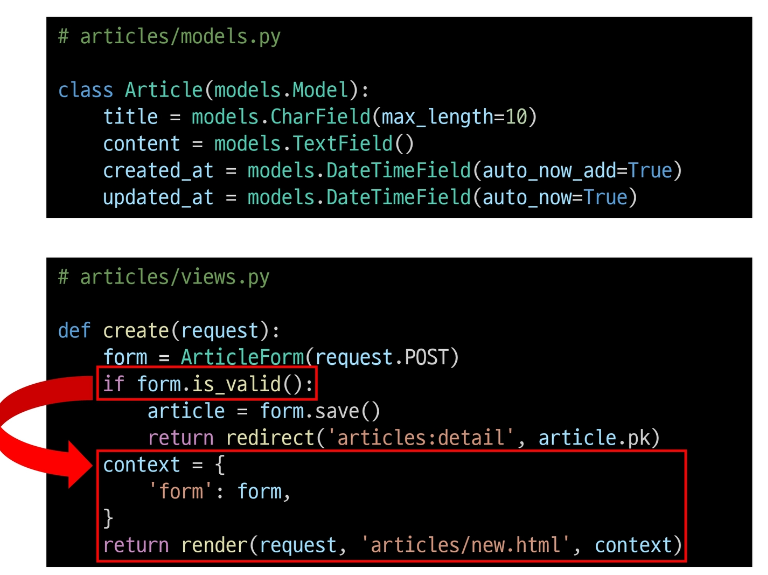 # articles/models.py
class Article(models.Model):
    title = models.CharField(max_length=10)
    content = models.TextField()
    created_at = models.DateTimeField(auto_now_add=True)
    updated_at = models.DateTimeField(auto_now=True)
# articles/views.py
def create(request):
    form = ArticleForm(request.POST)
    if form.is_valid():
        article = form.save()
        return redirect('articles:detail', article.pk)
    context = {
        'form': form,
    }
    return render(request, 'articles/new.html', context)